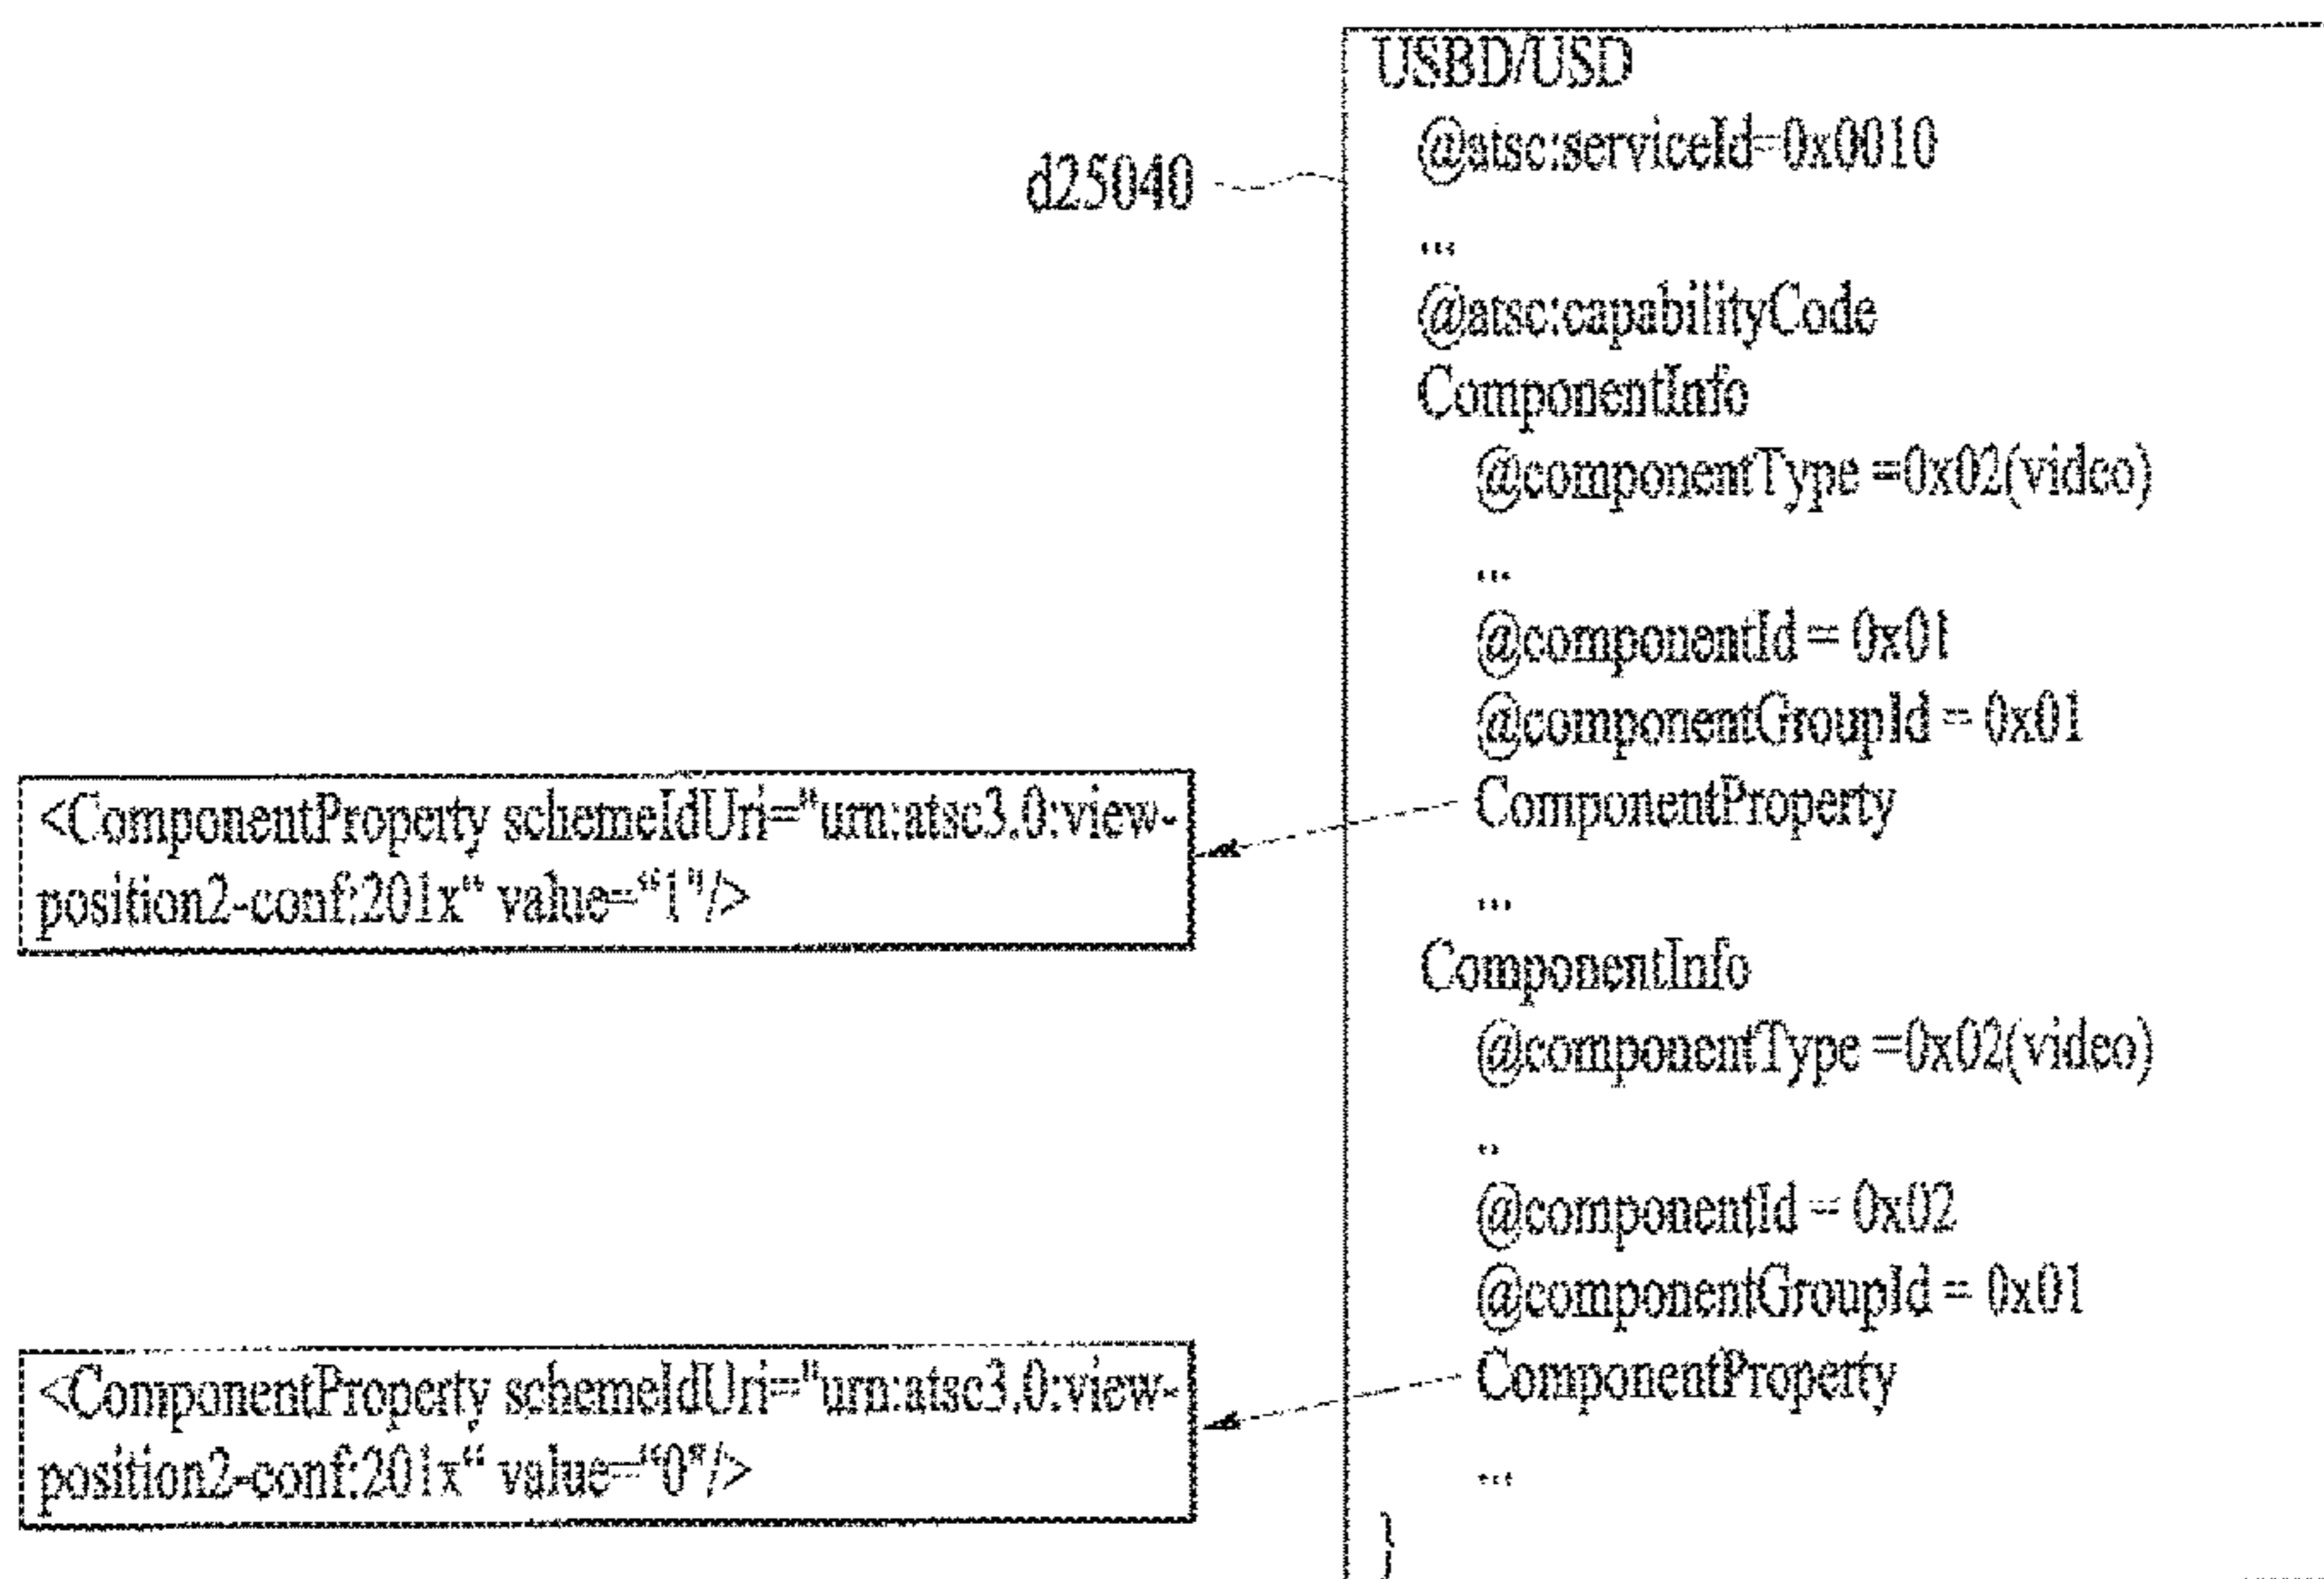 USBD/USD
@atsc:serviceId=0x0010
d25040
...
@atsc:capabilityCode
ComponentInfo
@componentType =0x02(video)
...
@componentId = 0x01
@componentGroupId = 0x01
ComponentProperty
<ComponentProperty schemeIdUri="urn:atsc3.0:view-
position2-conf:201x“ value=“1"/>
...
ComponentInfo
@componentType =0x02(video)
..
@componentId = 0x02
@componentGroupId = 0x01
ComponentProperty
<ComponentProperty schemeIdUri="urn:atsc3.0:view-
position2-conf:201x“ value=“0"/>
...
}